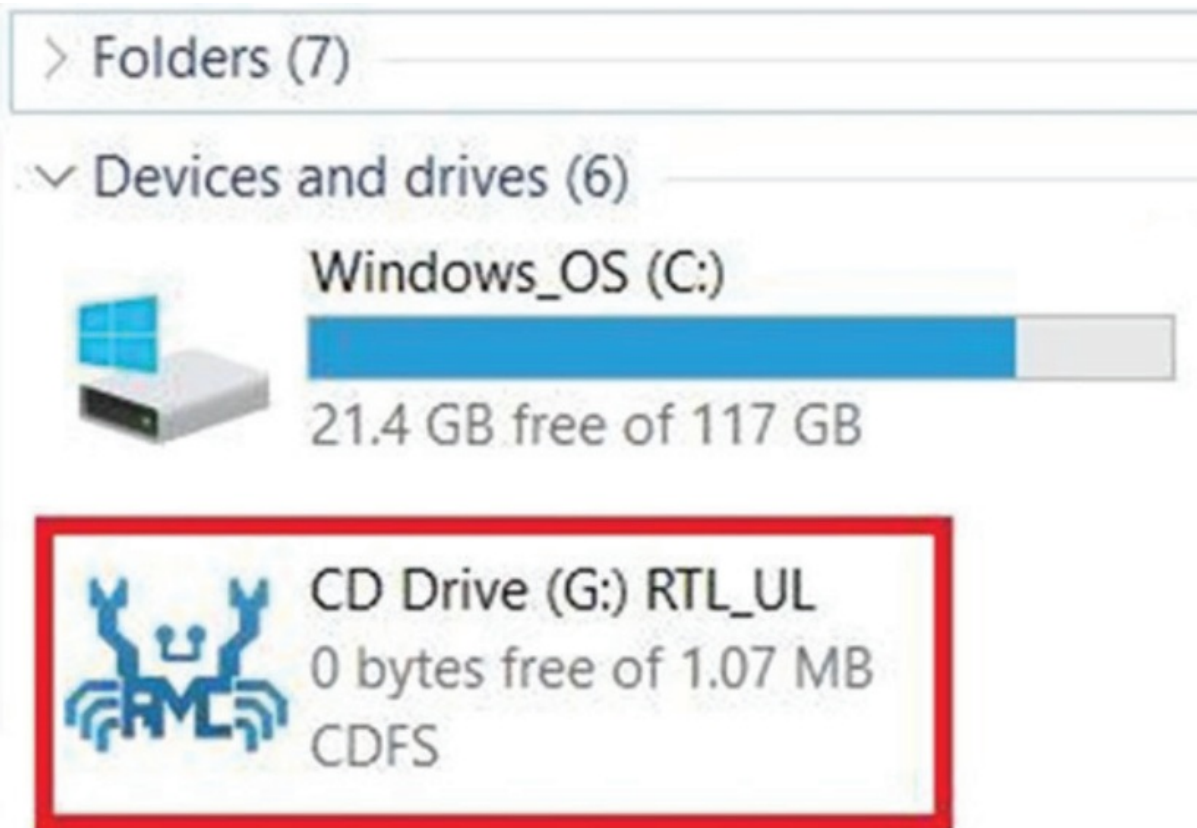 Folders (7)
Devices and drives (6)
Windows_OS (C:)
21.4 GB free of 117 GB
CD Drive (G:) RTL_UL
0 bytes free of 1.07 MB
RMC
CDFS